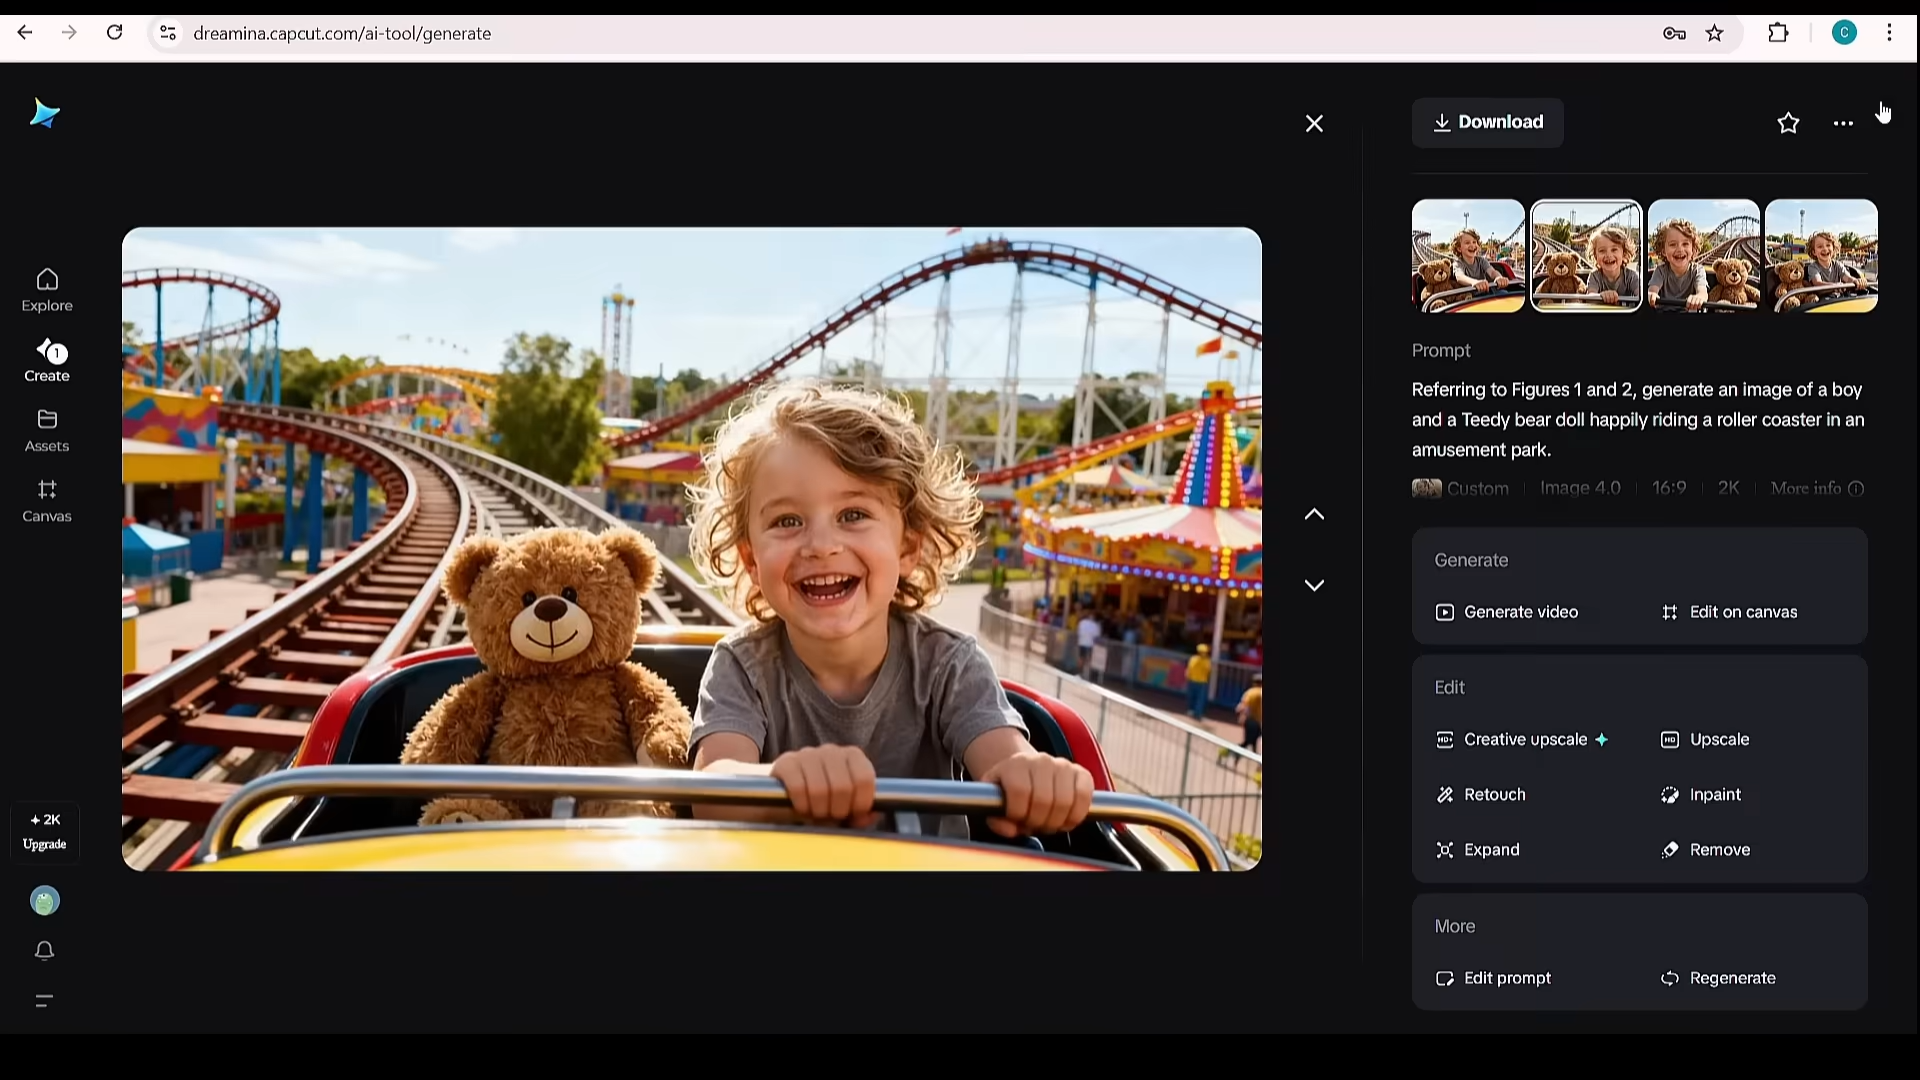 dreamina.capcut.com/ai-tool/generate
C
Download
Explore
1
Create
Assets
Canvas
Prompt
Referring to Figures 1 and 2, generate an image of a boy
and a Teedy bear doll happily riding a roller coaster in an
amusement park.
Custom
Image 4.0
16:9
2K
More info
Generate
Generate video
Edit on canvas
Edit
HD+
Creative upscale
HD
Upscale
Retouch
Inpaint
Expand
Remove
2K
Upgrade
More
Edit prompt
Regenerate